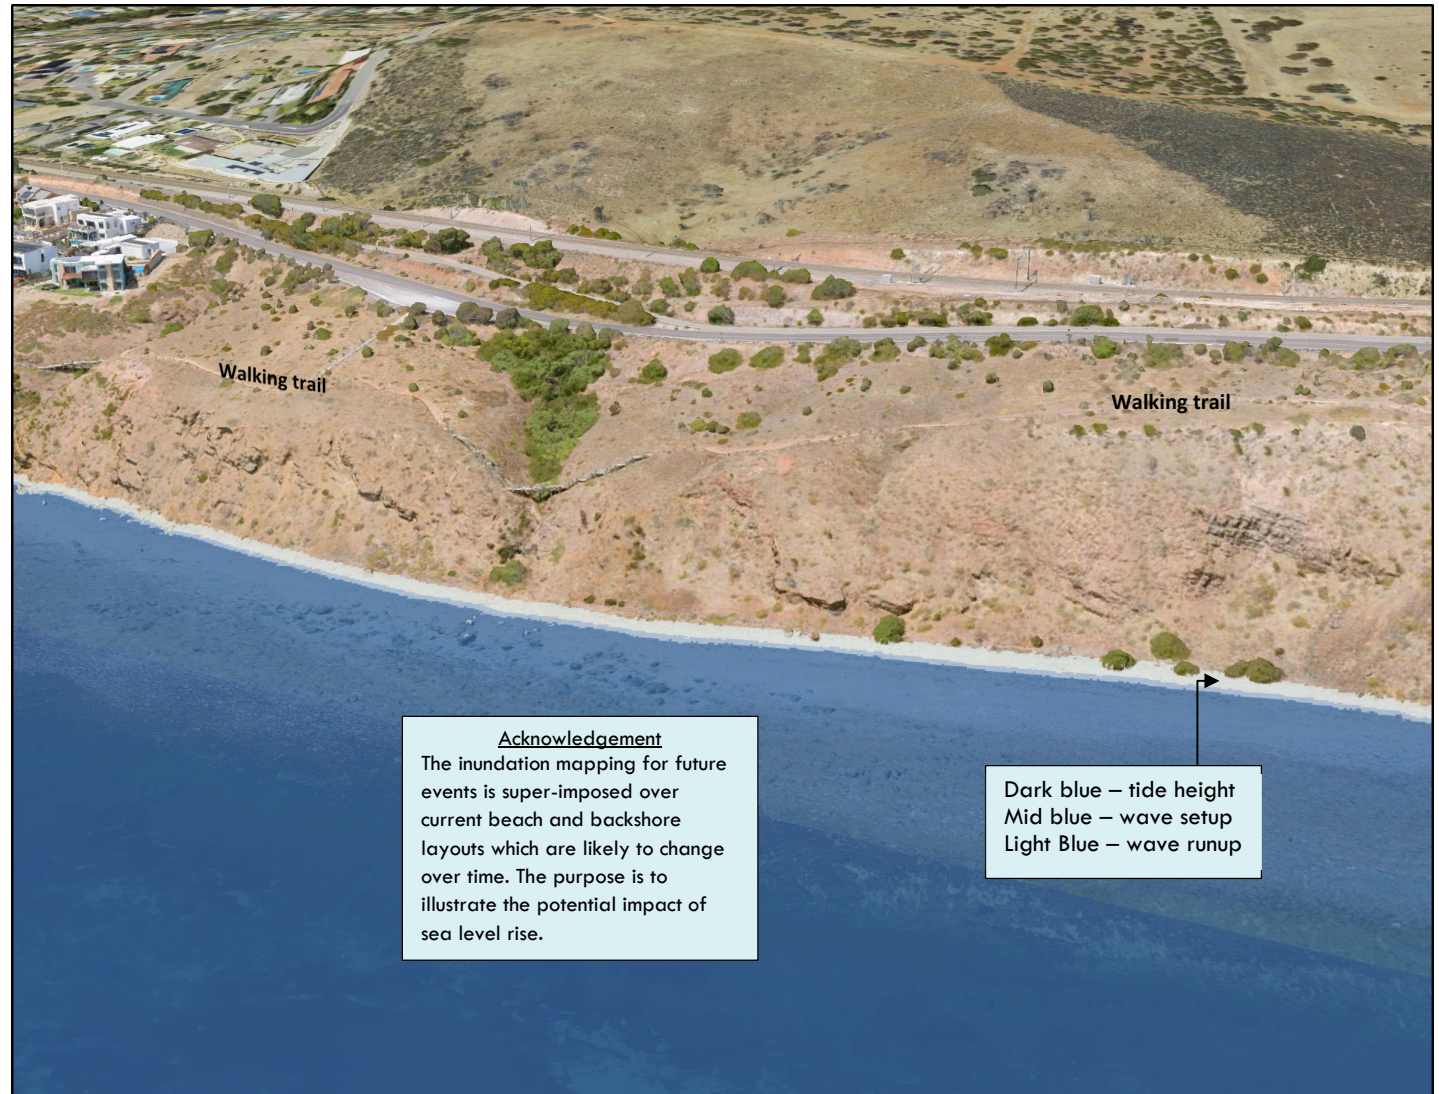 Walking trail
Walking trail
Acknowledgement
The inundation mapping for future
events is super-imposed over
current beach and backshore
layouts which are likely to change
over time. The purpose is to
illustrate the potential impact of
sea level rise.
Dark blue – tide height
Mid blue – wave setup
Light Blue – wave runup